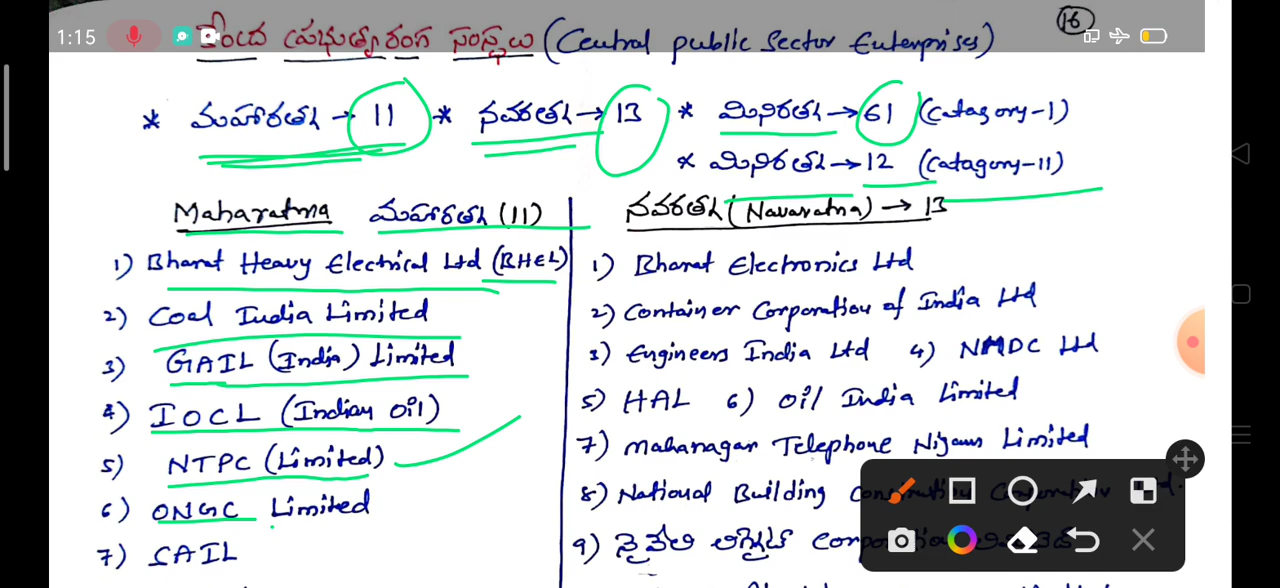 1:15
16
కేంద్ర ప్రభుత్వ రంగ సంస్థలు (Central public Sector Enterprises)
* మహారత్న → 11 * నవరత్న → 13 * మినిరత్న → 61 (Catagory-1)
* మినిరత్న → 12 (Catagory-11)
Maharatna మహారత్న (11)
1) Bharat Heavy Electrical Ltd (BHEL)
2) Coal India Limited
3) GAIL (India) Limited
4) IOCL (Indian oil)
5) NTPC (Limited)
6) ONGC Limited
7) SAIL
నవరత్న (Navaratna) → 13
1) Bharat Electronics Ltd
2) Container Corporation of India Ltd
3) Engineers India Ltd 4) NMDC Ltd
5) HAL 6) Oil India Limited
7) Mahanagar Telephone Nigam Limited
8) National Building
9) నైవేలి లిగ్నైట్ Corporation